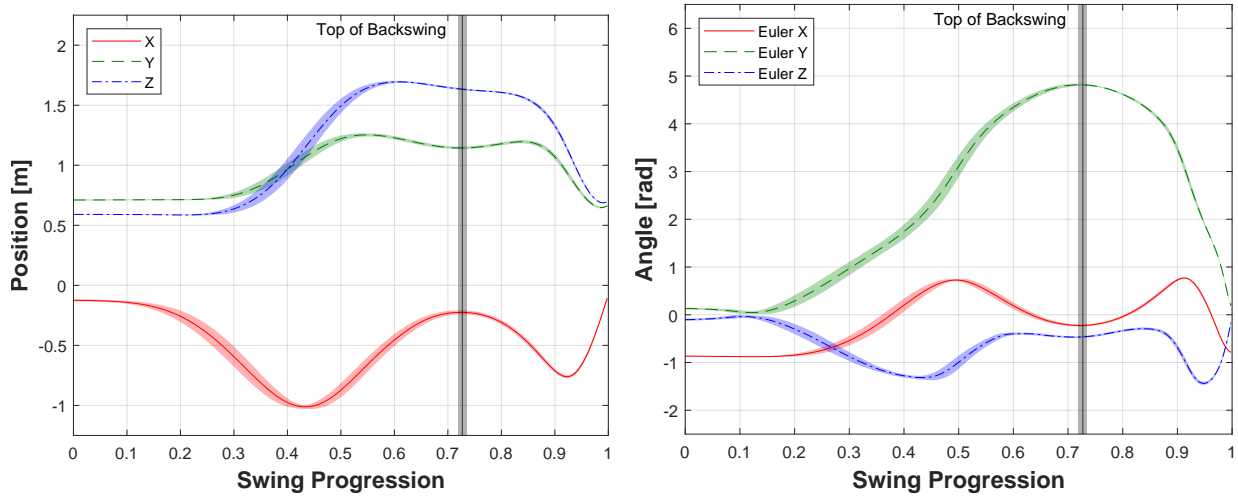 Top of Backswing
X
Y
Z
2
1.5
1
0.5
0
-0.5
-1
Position [m]
0 0.1 0.2 0.3 0.4 0.5 0.6 0.7 0.8 0.9 1
Swing Progression
Top of Backswing
Euler X
Euler Y
Euler Z
6
5
4
3
2
1
0
-1
-2
Angle [rad]
0 0.1 0.2 0.3 0.4 0.5 0.6 0.7 0.8 0.9 1
Swing Progression